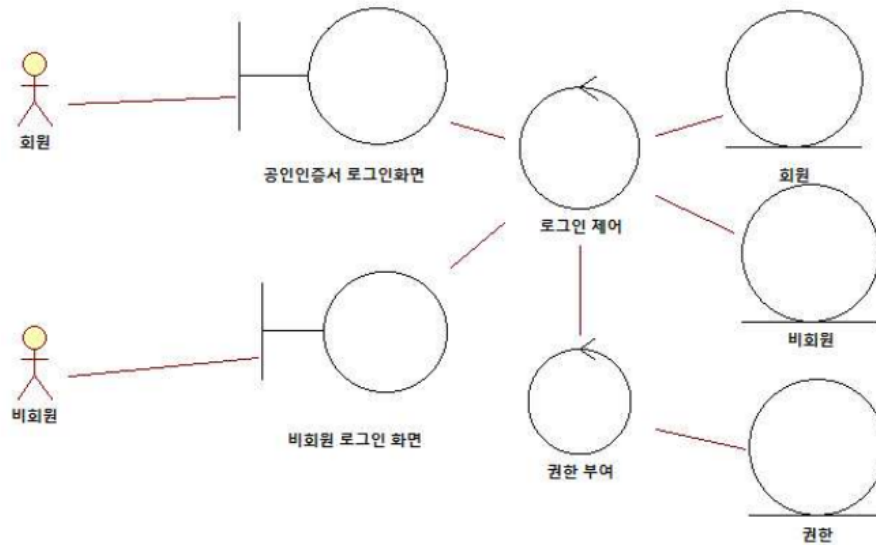 회원
공인인증서 로그인화면
로그인 제어
회원
비회원
비회원
비회원 로그인 화면
권한 부여
권한